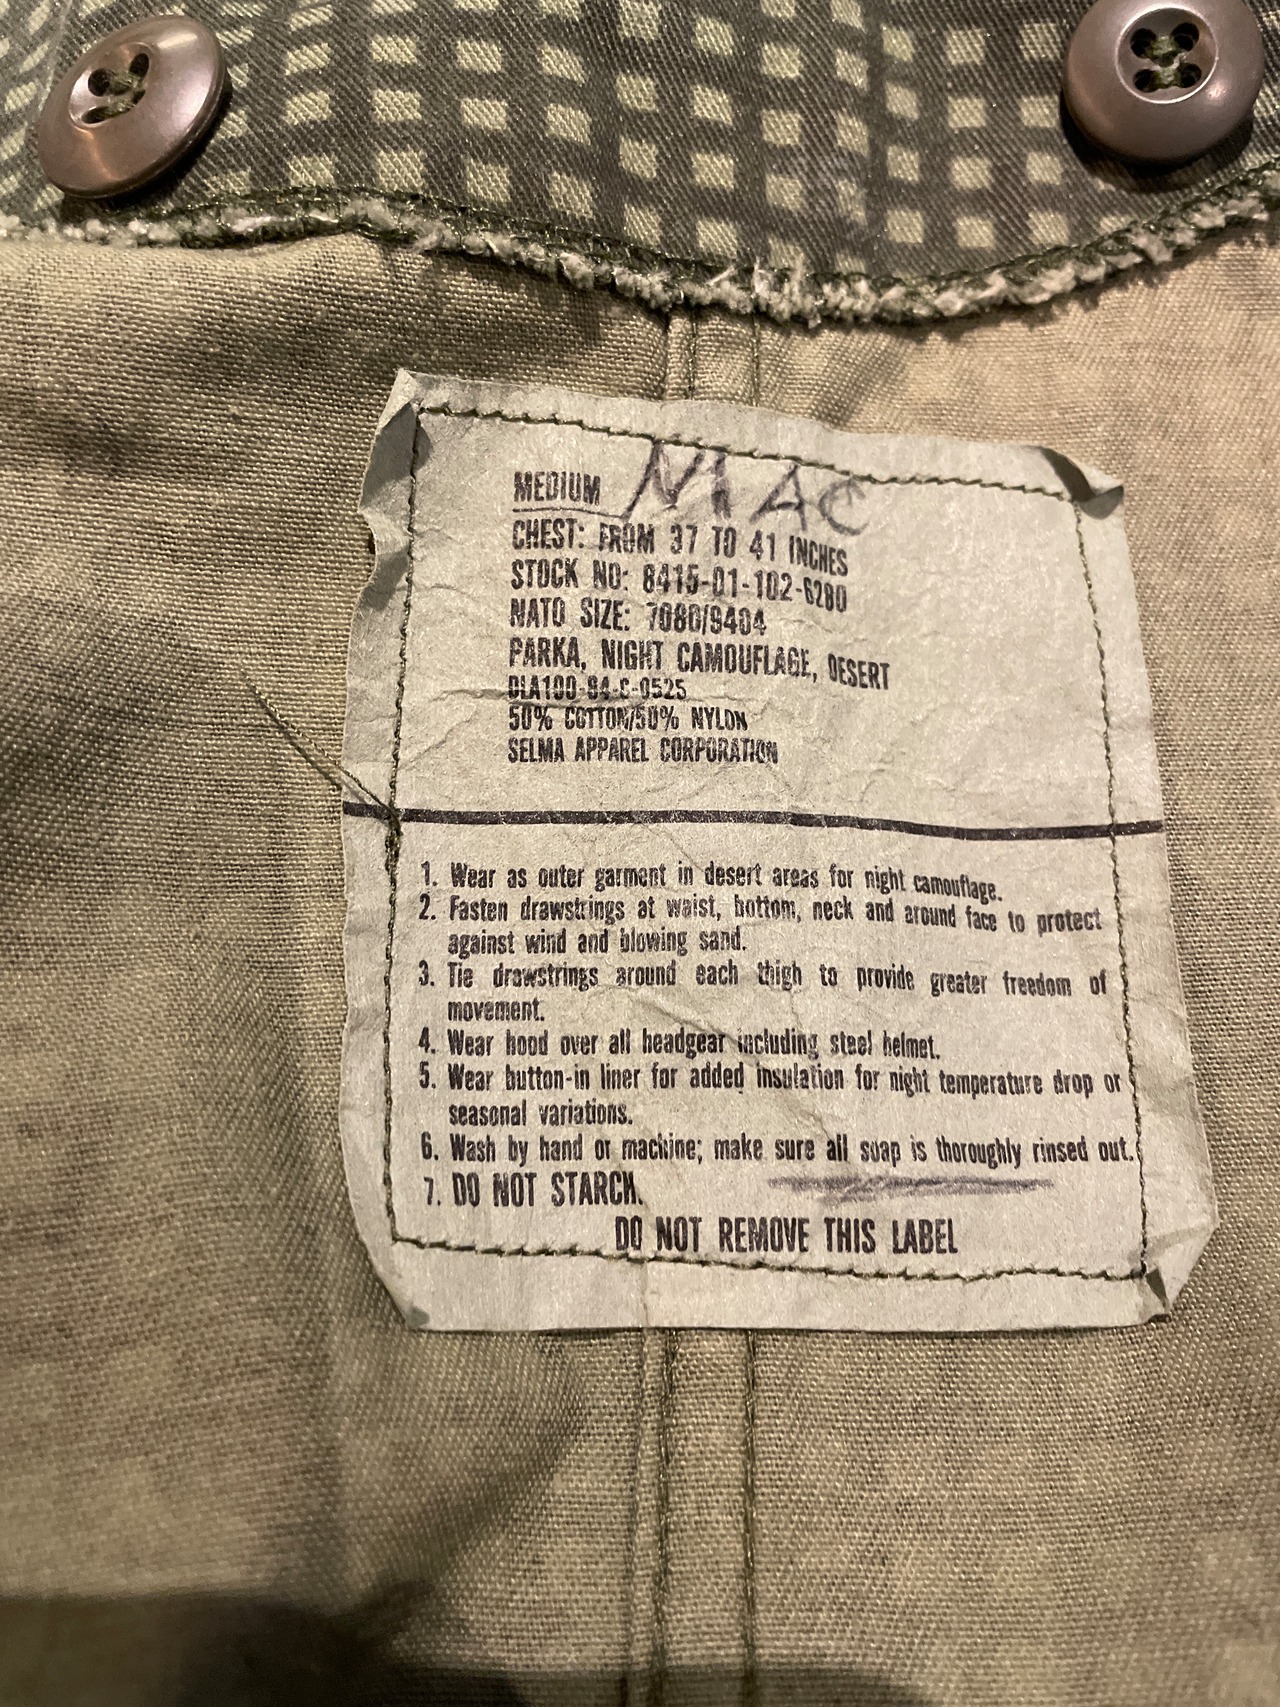 MEDIUM MAC
CHEST: FROM 37 TO 41 INCHES
STOCK NO: 8415-01-102-6280
NATO SIZE: 7080/9404
PARKA, NIGHT CAMOUFLAGE, DESERT
DLA100-84-C-0525
50% COTTON/50% NYLON
SELMA APPAREL CORPORATION
1. Wear as outer garment in desert areas for night camouflage.
2. Fasten drawstrings at waist, bottom, neck and around face to protect
against wind and blowing sand.
3. Tie drawstrings around each thigh to provide greater freedom of
movement.
4. Wear hood over all headgear including steel helmet.
5. Wear button-in liner for added insulation for night temperature drop or
seasonal variations.
6. Wash by hand or machine; make sure all soap is thoroughly rinsed out.
7. DO NOT STARCH.
DO NOT REMOVE THIS LABEL